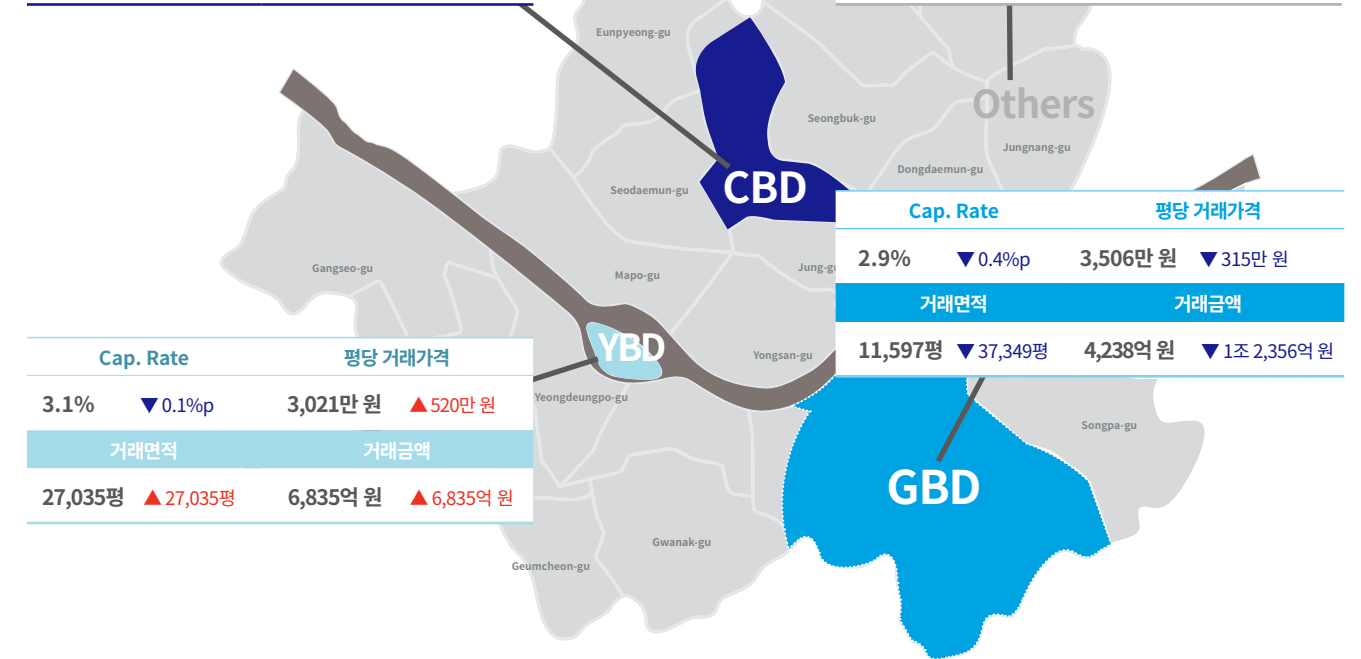 Eunpyeong-gu
Others
Seongbuk-gu
Jungnang-gu
Dongdaemun-gu
Seodaemun-gu
CBD
Cap. Rate 평당 거래가격
2.9% ▼0.4%p 3,506만 원 ▼315만 원
거래면적 거래금액
11,597평 ▼37,349평 4,238억 원 ▼1조 2,356억 원
Gangseo-gu
Mapo-gu
Jung-gu
YBD
Yongsan-gu
Cap. Rate 평당 거래가격
3.1% ▼0.1%p 3,021만 원 ▲520만 원
거래면적 거래금액
27,035평 ▲27,035평 6,835억 원 ▲6,835억 원
Yeongdeungpo-gu
Songpa-gu
GBD
Gwanak-gu
Geumcheon-gu